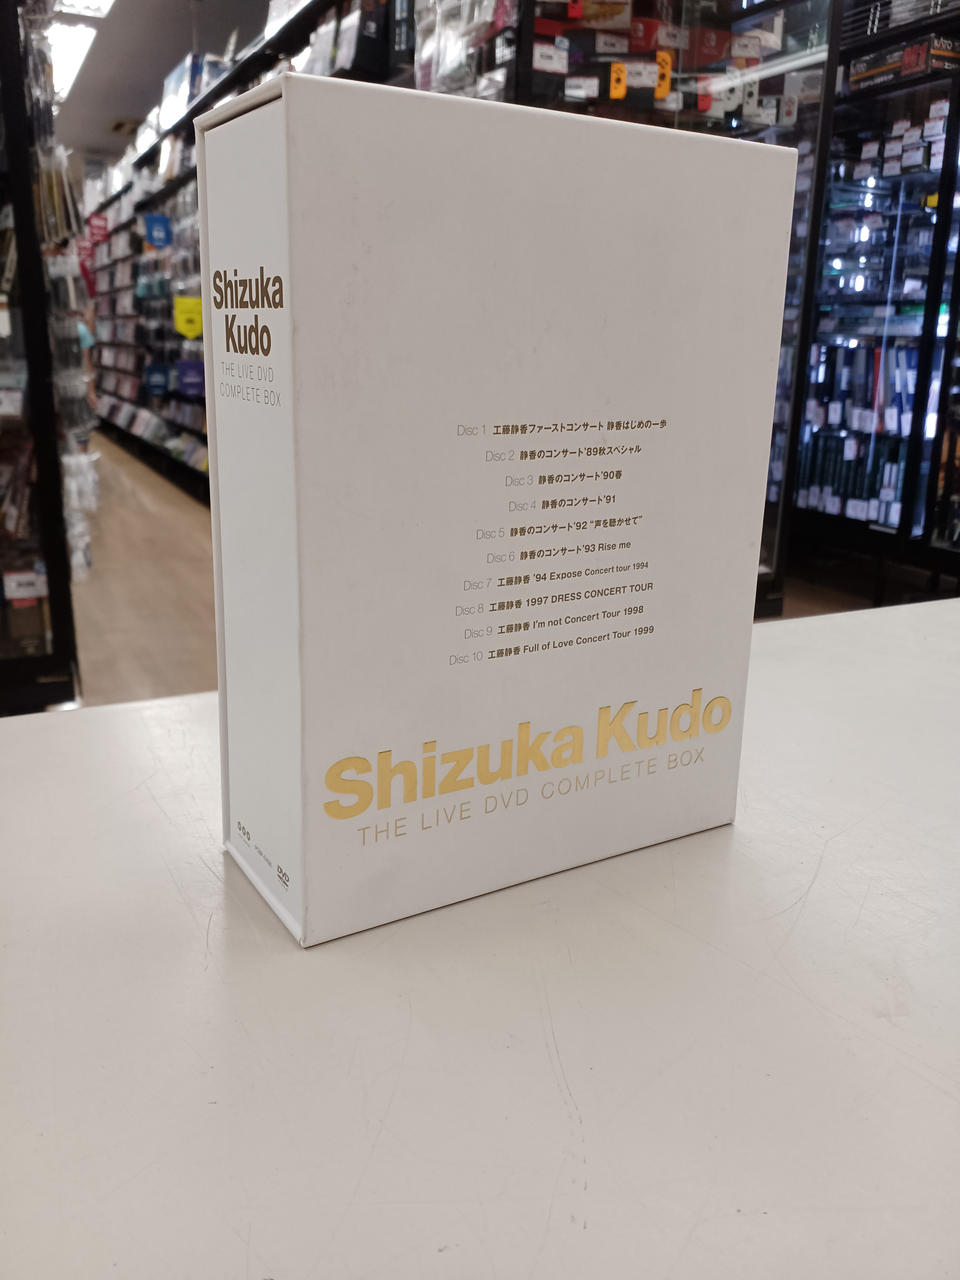 Shizuka
Kudo
THE LIVE DVD
COMPLETE BOX
DVD
Disc 1 工藤静香ファーストコンサート 静香はじめの一歩
Disc 2 静香のコンサート'89秋スペシャル
Disc 3 静香のコンサート'90春
Disc 4 静香のコンサート'91
Disc 5 静香のコンサート'92 “声を聴かせて”
Disc 6 静香のコンサート'93 Rise me
Disc 7 工藤静香 '94 Expose Concert tour 1994
Disc 8 工藤静香 1997 DRESS CONCERT TOUR
Disc 9 工藤静香 I'm not Concert Tour 1998
Disc 10 工藤静香 Full of Love Concert Tour 1999
Shizuka Kudo
THE LIVE DVD COMPLETE BOX